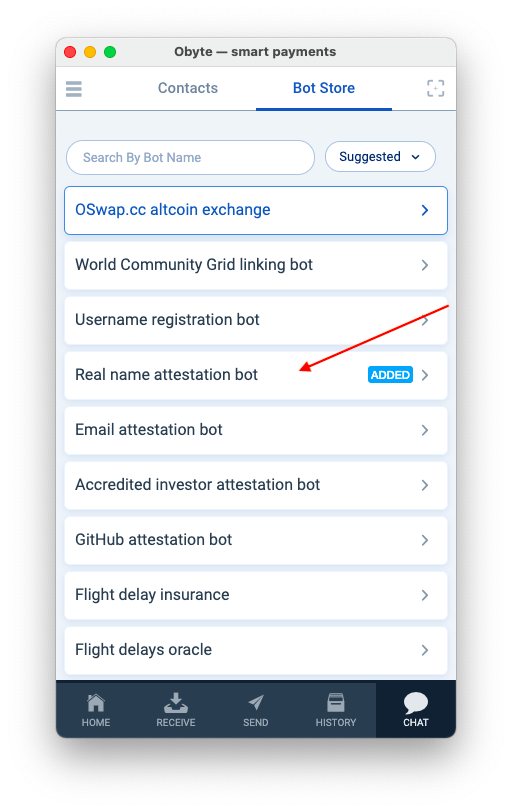 Obyte — smart payments
Contacts
Bot Store
Search By Bot Name
Suggested
OSwap.cc altcoin exchange
World Community Grid linking bot
Username registration bot
Real name attestation bot
ADDED
Email attestation bot
Accredited investor attestation bot
GitHub attestation bot
Flight delay insurance
Flight delays oracle
HOME
RECEIVE
SEND
HISTORY
CHAT